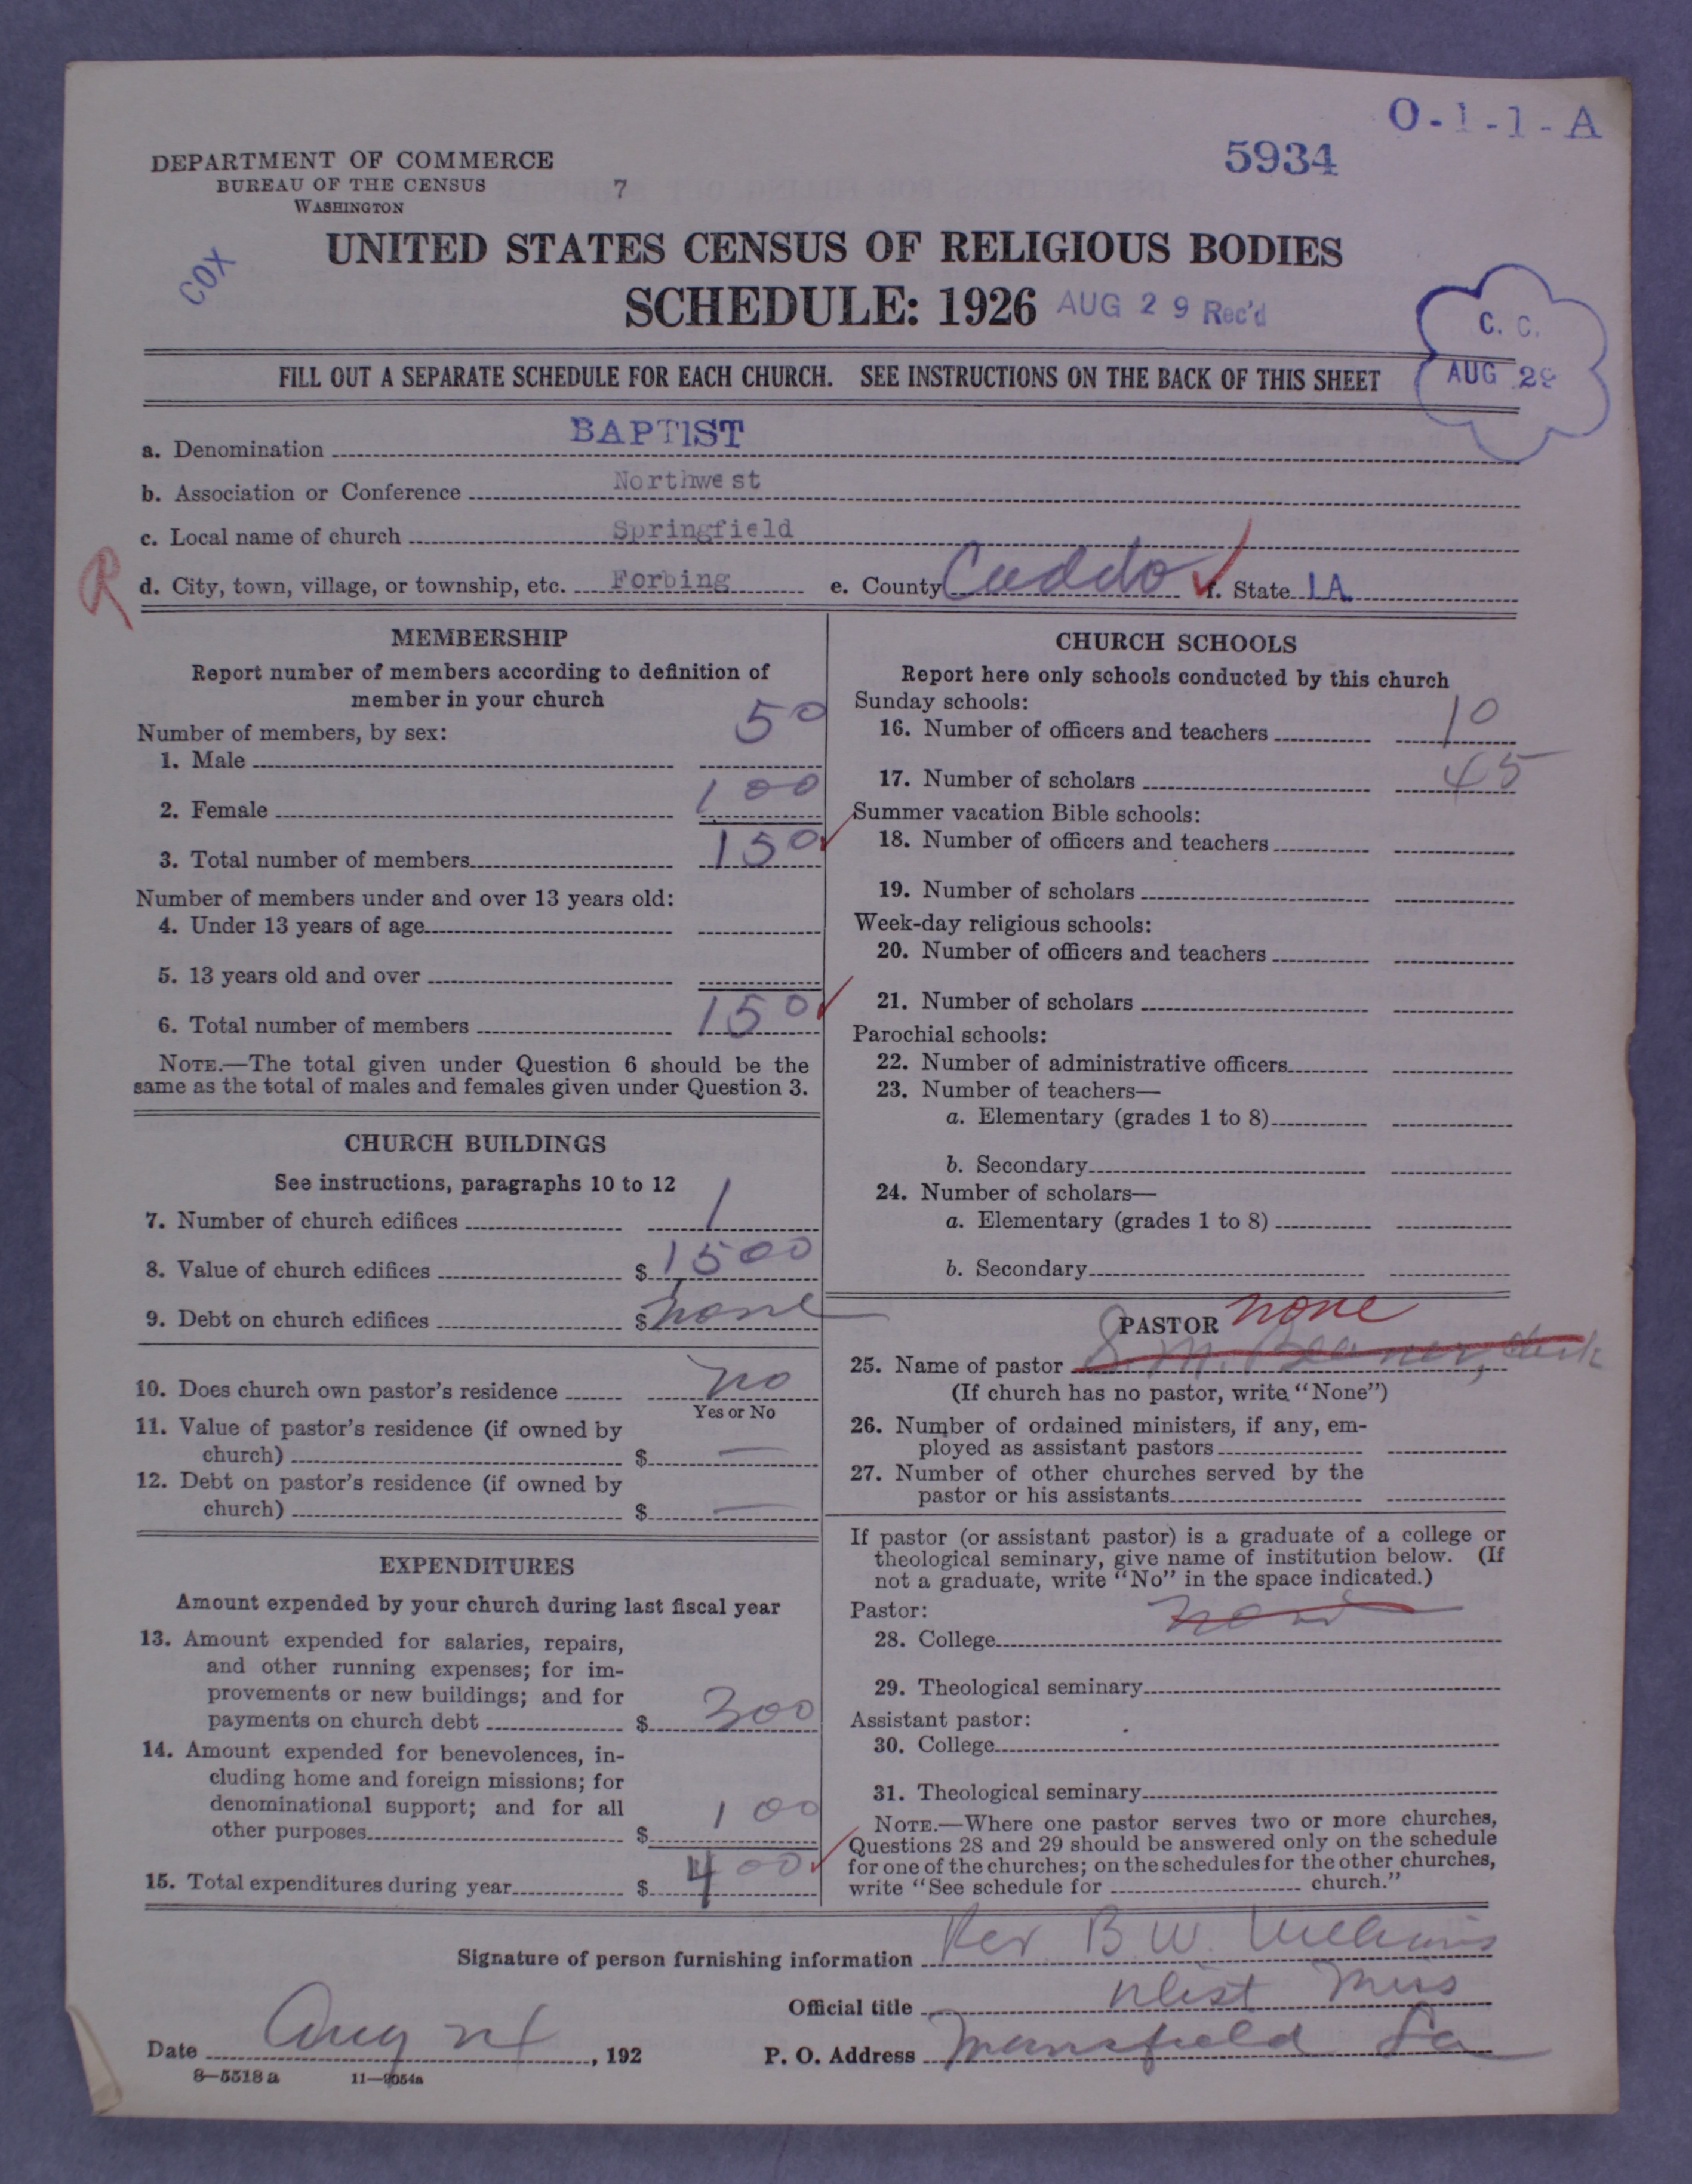 O-1-1-A
5934
DEPARTMENT OF COMMERCE
BUREAU OF THE CENSUS
WASHINGTON
7
COX
UNITED STATES CENSUS OF RELIGIOUS BODIES
SCHEDULE: 1926 AUG 29 Rec'd
C. C.
AUG 29
FILL OUT A SEPARATE SCHEDULE FOR EACH CHURCH. SEE INSTRUCTIONS ON THE BACK OF THIS SHEET
a. Denomination BAPTIST
b. Association or Conference Northwest
c. Local name of church Springfield
R
d. City, town, village, or township, etc. Forbing e. County Caddo f. State LA.
MEMBERSHIP
Report number of members according to definition of
member in your church
Number of members, by sex:
1. Male 50
2. Female 100
3. Total number of members 150
Number of members under and over 13 years old:
4. Under 13 years of age
5. 13 years old and over
6. Total number of members 150
NOTE.—The total given under Question 6 should be the
same as the total of males and females given under Question 3.
CHURCH BUILDINGS
See instructions, paragraphs 10 to 12
7. Number of church edifices 1
8. Value of church edifices $ 1500
9. Debt on church edifices $ none
10. Does church own pastor's residence no
Yes or No
11. Value of pastor's residence (if owned by
church) $ —
12. Debt on pastor's residence (if owned by
church) $ —
EXPENDITURES
Amount expended by your church during last fiscal year
13. Amount expended for salaries, repairs,
and other running expenses; for im-
provements or new buildings; and for
payments on church debt $ 300
14. Amount expended for benevolences, in-
cluding home and foreign missions; for
denominational support; and for all
other purposes $ 100
15. Total expenditures during year $ 400
CHURCH SCHOOLS
Report here only schools conducted by this church
Sunday schools:
16. Number of officers and teachers 10
17. Number of scholars 45
Summer vacation Bible schools:
18. Number of officers and teachers
19. Number of scholars
Week-day religious schools:
20. Number of officers and teachers
21. Number of scholars
Parochial schools:
22. Number of administrative officers
23. Number of teachers—
a. Elementary (grades 1 to 8)
b. Secondary
24. Number of scholars—
a. Elementary (grades 1 to 8)
b. Secondary
PASTOR none
25. Name of pastor M. clerk
(If church has no pastor, write "None")
26. Number of ordained ministers, if any, em-
ployed as assistant pastors
27. Number of other churches served by the
pastor or his assistants
If pastor (or assistant pastor) is a graduate of a college or
theological seminary, give name of institution below. (If
not a graduate, write "No" in the space indicated.)
Pastor:
28. College
29. Theological seminary
Assistant pastor:
30. College
31. Theological seminary
NOTE.—Where one pastor serves two or more churches,
Questions 28 and 29 should be answered only on the schedule
for one of the churches; on the schedules for the other churches,
write "See schedule for church."
Signature of person furnishing information Rev B W. Williams
Official title Dist Miss
Date Aug 24, 192 P. O. Address Mansfield La
8—5518 a 11—9054a